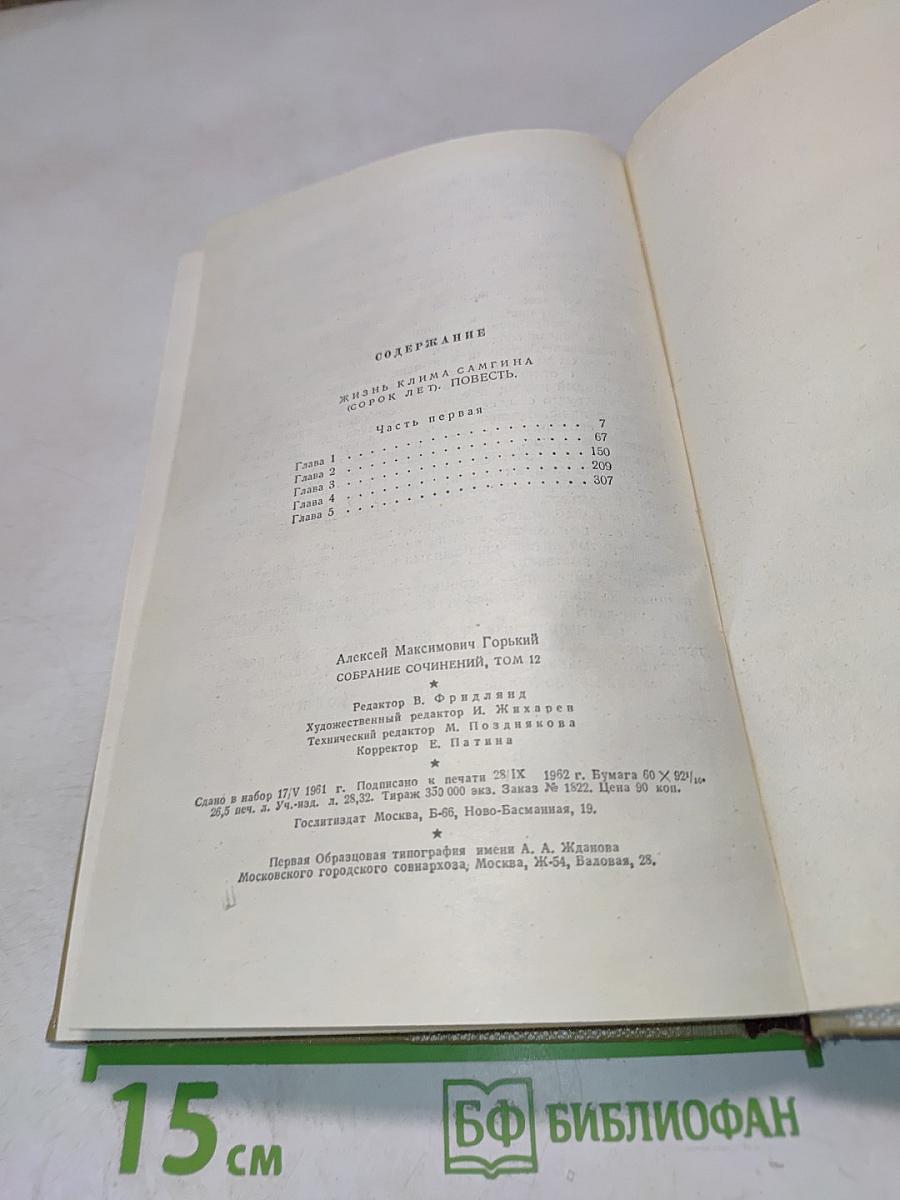 СОДЕРЖАНИЕ
ЖИЗНЬ КЛИМА САМГИНА
(СОРОК ЛЕТ). ПОВЕСТЬ.
Часть первая
Глава 1 . . . . . . . . . . . . . . . . . . 7
Глава 2 . . . . . . . . . . . . . . . . . . 67
Глава 3 . . . . . . . . . . . . . . . . . . 150
Глава 4 . . . . . . . . . . . . . . . . . . 209
Глава 5 . . . . . . . . . . . . . . . . . . 307
Алексей Максимович Горький
СОБРАНИЕ СОЧИНЕНИЙ, ТОМ 12
★
Редактор В. Фридлянд
Художественный редактор И. Жихарев
Технический редактор М. Позднякова
Корректор Е. Патина
★
Сдано в набор 17/V 1961 г. Подписано к печати 28/IX 1962 г. Бумага 60 × 92¹/₁₆.
26,5 печ. л. Уч.-изд. л. 28,32. Тираж 350 000 экз. Заказ № 1822. Цена 90 коп.
Гослитиздат Москва, Б-66, Ново-Басманная, 19.
★
Первая Образцовая типография имени А. А. Жданова
Московского городского совнархоза, Москва, Ж-54, Валовая, 28.
15 см
БФ БИБЛИОФАН